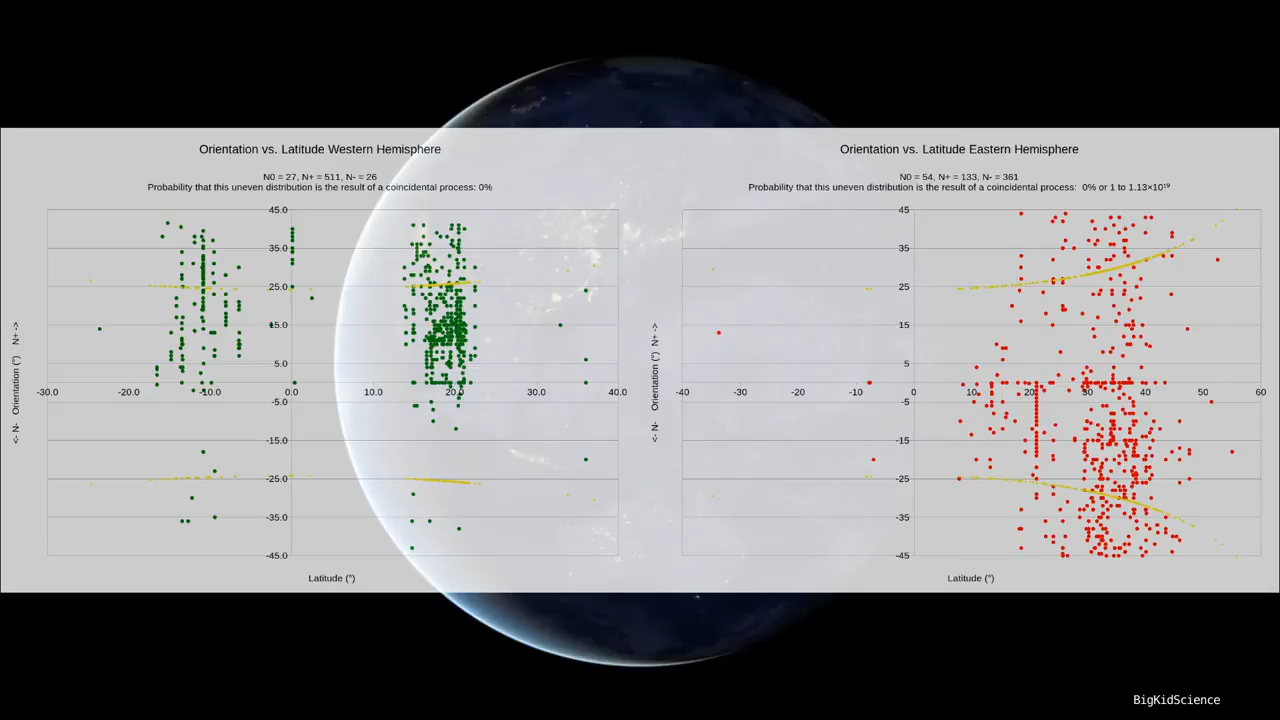 Orientation vs. Latitude Western Hemisphere
N0 = 27, N+ = 511, N- = 26
Probability that this uneven distribution is the result of a coincidental process: 0%
45.0
35.0
25.0
15.0
5.0
-30.0 -20.0 -10.0 0.0 10.0 20.0 30.0 40.0
-5.0
-15.0
-25.0
-35.0
-45.0
<- N- Orientation (°) N+ ->
Latitude (°)
Orientation vs. Latitude Eastern Hemisphere
N0 = 54, N+ = 133, N- = 361
Probability that this uneven distribution is the result of a coincidental process: 0% or 1 to 1.13×10¹⁹
45
35
25
15
5
-40 -30 -20 -10 0 10 20 30 40 50 60
-5
-15
-25
-35
-45
<- N- Orientation (°) N+ ->
Latitude (°)
BigKidScience